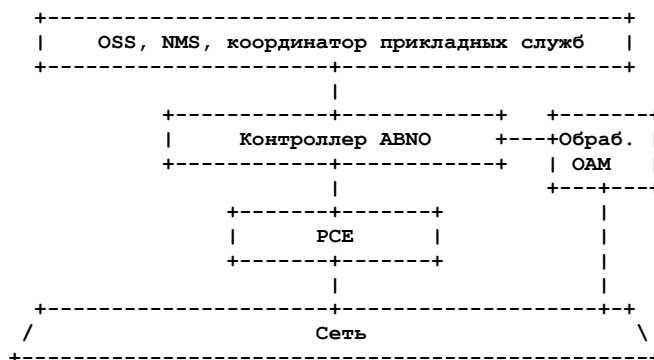 OSS, NMS, координатор прикладных служб
Контроллер ABNO
Обраб.
OAM
PCE
Сеть